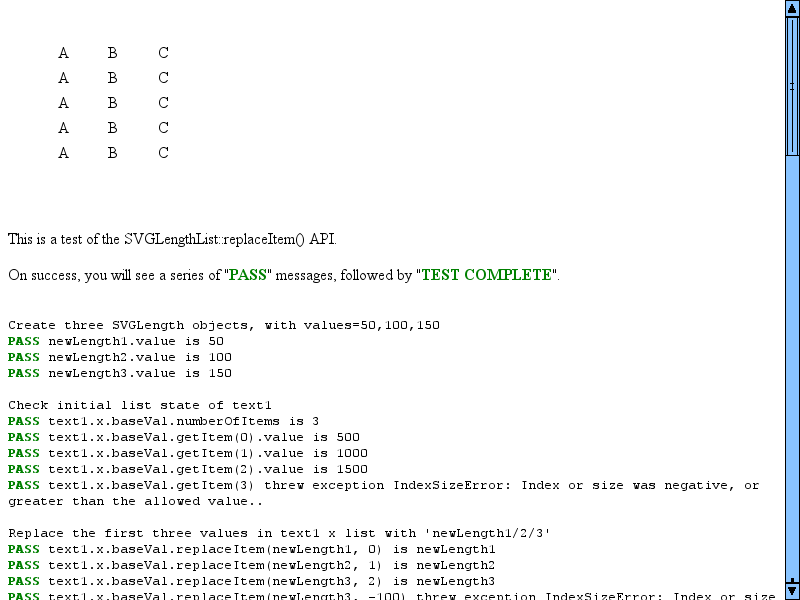 A B C
A B C
A B C
A B C
A B C
This is a test of the SVGLengthList::replaceItem() API.
On success, you will see a series of "PASS" messages, followed by "TEST COMPLETE".
Create three SVGLength objects, with values=50,100,150
PASS newLength1.value is 50
PASS newLength2.value is 100
PASS newLength3.value is 150
Check initial list state of text1
PASS text1.x.baseVal.numberOfItems is 3
PASS text1.x.baseVal.getItem(0).value is 500
PASS text1.x.baseVal.getItem(1).value is 1000
PASS text1.x.baseVal.getItem(2).value is 1500
PASS text1.x.baseVal.getItem(3) threw exception IndexSizeError: Index or size was negative, or
greater than the allowed value..
Replace the first three values in text1 x list with 'newLength1/2/3'
PASS text1.x.baseVal.replaceItem(newLength1, 0) is newLength1
PASS text1.x.baseVal.replaceItem(newLength2, 1) is newLength2
PASS text1.x.baseVal.replaceItem(newLength3, 2) is newLength3
PASS text1.x.baseVal.replaceItem(newLength3, -100) threw exception IndexSizeError: Index or size